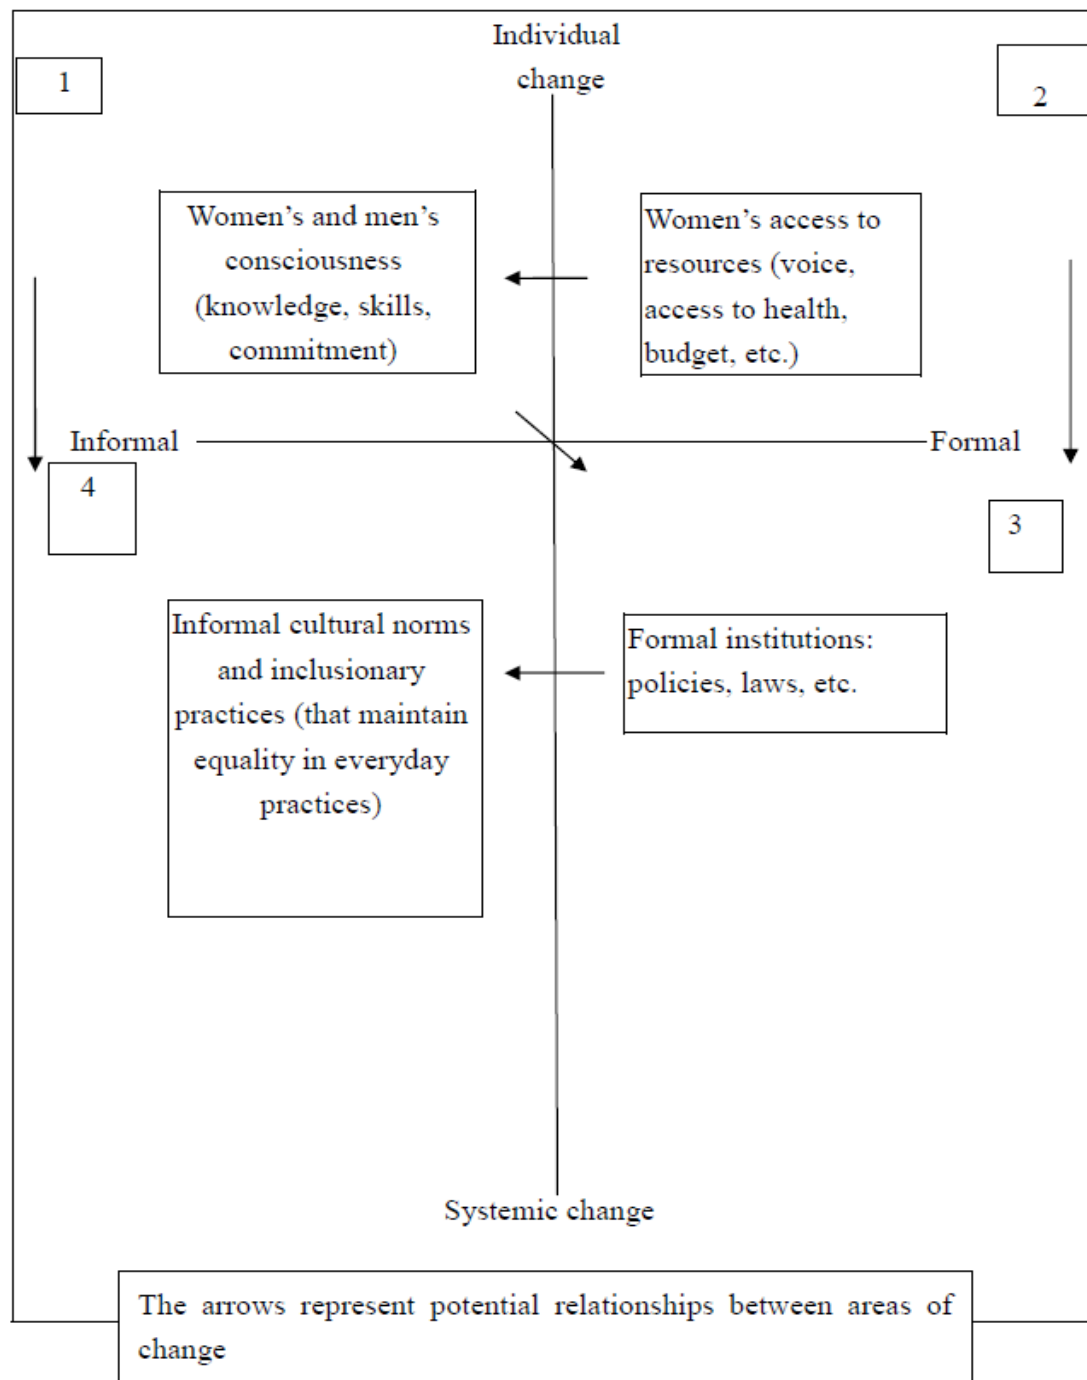 Individual
change
1
2
Women's and men's
consciousness
(knowledge, skills,
commitment)
Women's access to
resources (voice,
access to health,
budget, etc.)
Informal
Formal
4
3
Informal cultural norms
and inclusionary
practices (that maintain
equality in everyday
practices)
Formal institutions:
policies, laws, etc.
Systemic change
The arrows represent potential relationships between areas of
change